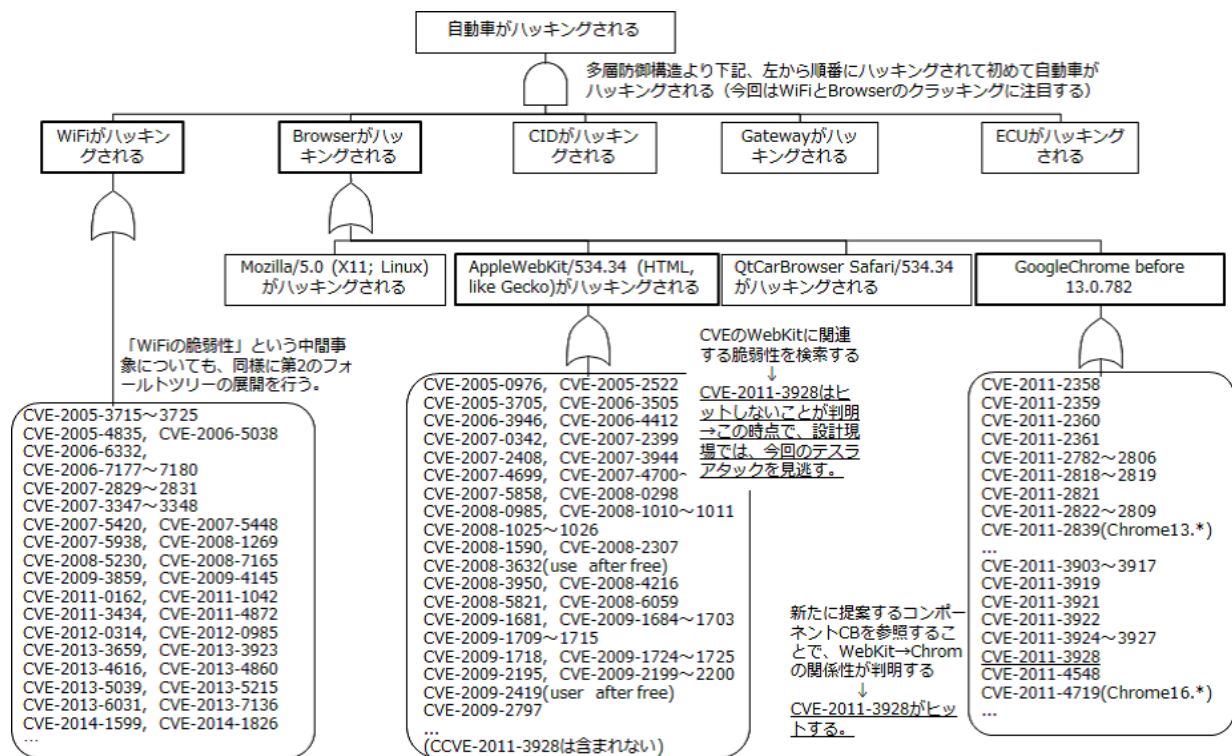 自動車がハッキングされる
多層防御構造より下記、左から順番にハッキングされて初めて自動車が
ハッキングされる（今回はWiFiとBrowserのクラッキングに注目する）
WiFiがハッキン
グされる
Browserがハッ
キングされる
CIDがハッキン
グされる
Gatewayがハッ
キングされる
ECUがハッキング
される
Mozilla/5.0 (X11; Linux)
がハッキングされる
AppleWebKit/534.34 (HTML,
like Gecko)がハッキングされる
QtCarBrowser Safari/534.34
がハッキングされる
GoogleChrome before
13.0.782
「WiFiの脆弱性」という中間事
象についても、同様に第2のフォ
ールトツリーの展開を行う。
CVE-2005-3715～3725
CVE-2005-4835, CVE-2006-5038
CVE-2006-6332,
CVE-2006-7177～7180
CVE-2007-2829～2831
CVE-2007-3347～3348
CVE-2007-5420, CVE-2007-5448
CVE-2007-5938, CVE-2008-1269
CVE-2008-5230, CVE-2008-7165
CVE-2009-3859, CVE-2009-4145
CVE-2011-0162, CVE-2011-1042
CVE-2011-3434, CVE-2011-4872
CVE-2012-0314, CVE-2012-0985
CVE-2013-3659, CVE-2013-3923
CVE-2013-4616, CVE-2013-4860
CVE-2013-5039, CVE-2013-5215
CVE-2013-6031, CVE-2013-7136
CVE-2014-1599, CVE-2014-1826
...
CVE-2005-0976, CVE-2005-2522
CVE-2005-3705, CVE-2006-3505
CVE-2006-3946, CVE-2006-4412
CVE-2007-0342, CVE-2007-2399
CVE-2007-2408, CVE-2007-3944
CVE-2007-4699, CVE-2007-4700~
CVE-2007-5858, CVE-2008-0298
CVE-2008-0985, CVE-2008-1010～1011
CVE-2008-1025～1026
CVE-2008-1590, CVE-2008-2307
CVE-2008-3632(use after free)
CVE-2008-3950, CVE-2008-4216
CVE-2008-5821, CVE-2008-6059
CVE-2009-1681, CVE-2009-1684～1703
CVE-2009-1709～1715
CVE-2009-1718, CVE-2009-1724～1725
CVE-2009-2195, CVE-2009-2199～2200
CVE-2009-2419(user after free)
CVE-2009-2797
...
(CCVE-2011-3928は含まれない)
CVEのWebKitに関連
する脆弱性を検索する
↓
CVE-2011-3928はヒ
ットしないことが判明
→この時点で、設計現
場では、今回のテスラ
アタックを見逃す。
新たに提案するコンポー
ネントCBを参照するこ
とで、WebKit→Chrom
の関係性が判明する
↓
CVE-2011-3928がヒッ
トする。
CVE-2011-2358
CVE-2011-2359
CVE-2011-2360
CVE-2011-2361
CVE-2011-2782～2806
CVE-2011-2818～2819
CVE-2011-2821
CVE-2011-2822～2809
CVE-2011-2839(Chrome13.*)
...
CVE-2011-3903～3917
CVE-2011-3919
CVE-2011-3921
CVE-2011-3922
CVE-2011-3924～3927
CVE-2011-3928
CVE-2011-4548
CVE-2011-4719(Chrome16.*)
...